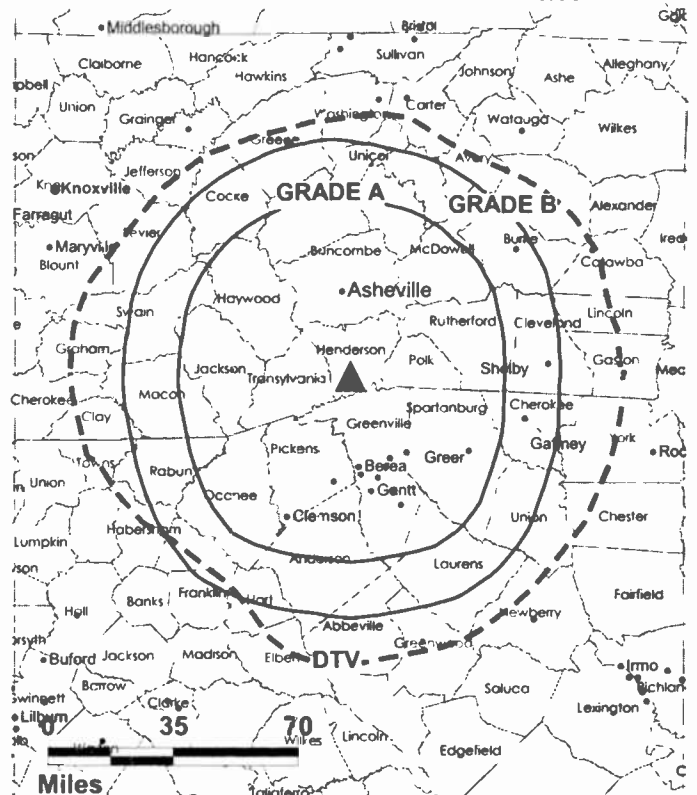 Bristol
Middlesborough
Sullivan
Claiborne
Hancock
Hawkins
Johnson
Ashe
Alleghany
Union
Grainger
Washington
Carter
Watauga
Wilkes
Greene
Unicoi
Avery
Jefferson
Knoxville
Cocke
GRADE A
GRADE B
Alexander
Farragut
Sevier
Maryville
Blount
Buncombe
McDowell
Burke
Catawba
Asheville
Haywood
Swain
Rutherford
Cleveland
Lincoln
Graham
Henderson
Polk
Shelby
Gaston
Jackson
Transylvania
Macon
Cherokee
Clay
Spartanburg
Cherokee
Greenville
Gaffney
York
Pickens
Berea
Greer
Towns
Rabun
Union
Oconee
Gantt
Clemson
Union
Chester
Habersham
Lumpkin
Anderson
Laurens
Banks
Franklin
Hart
Fairfield
Hall
Newberry
Abbeville
Greenwood
Buford
Jackson
Madison
Elbert
DTV
Irmo
Richlan
Barrow
Saluca
Clarke
Lexington
Lilburn
0 35 70
Wilkes
Lincoln
Edgefield
Miles
Taliaferro